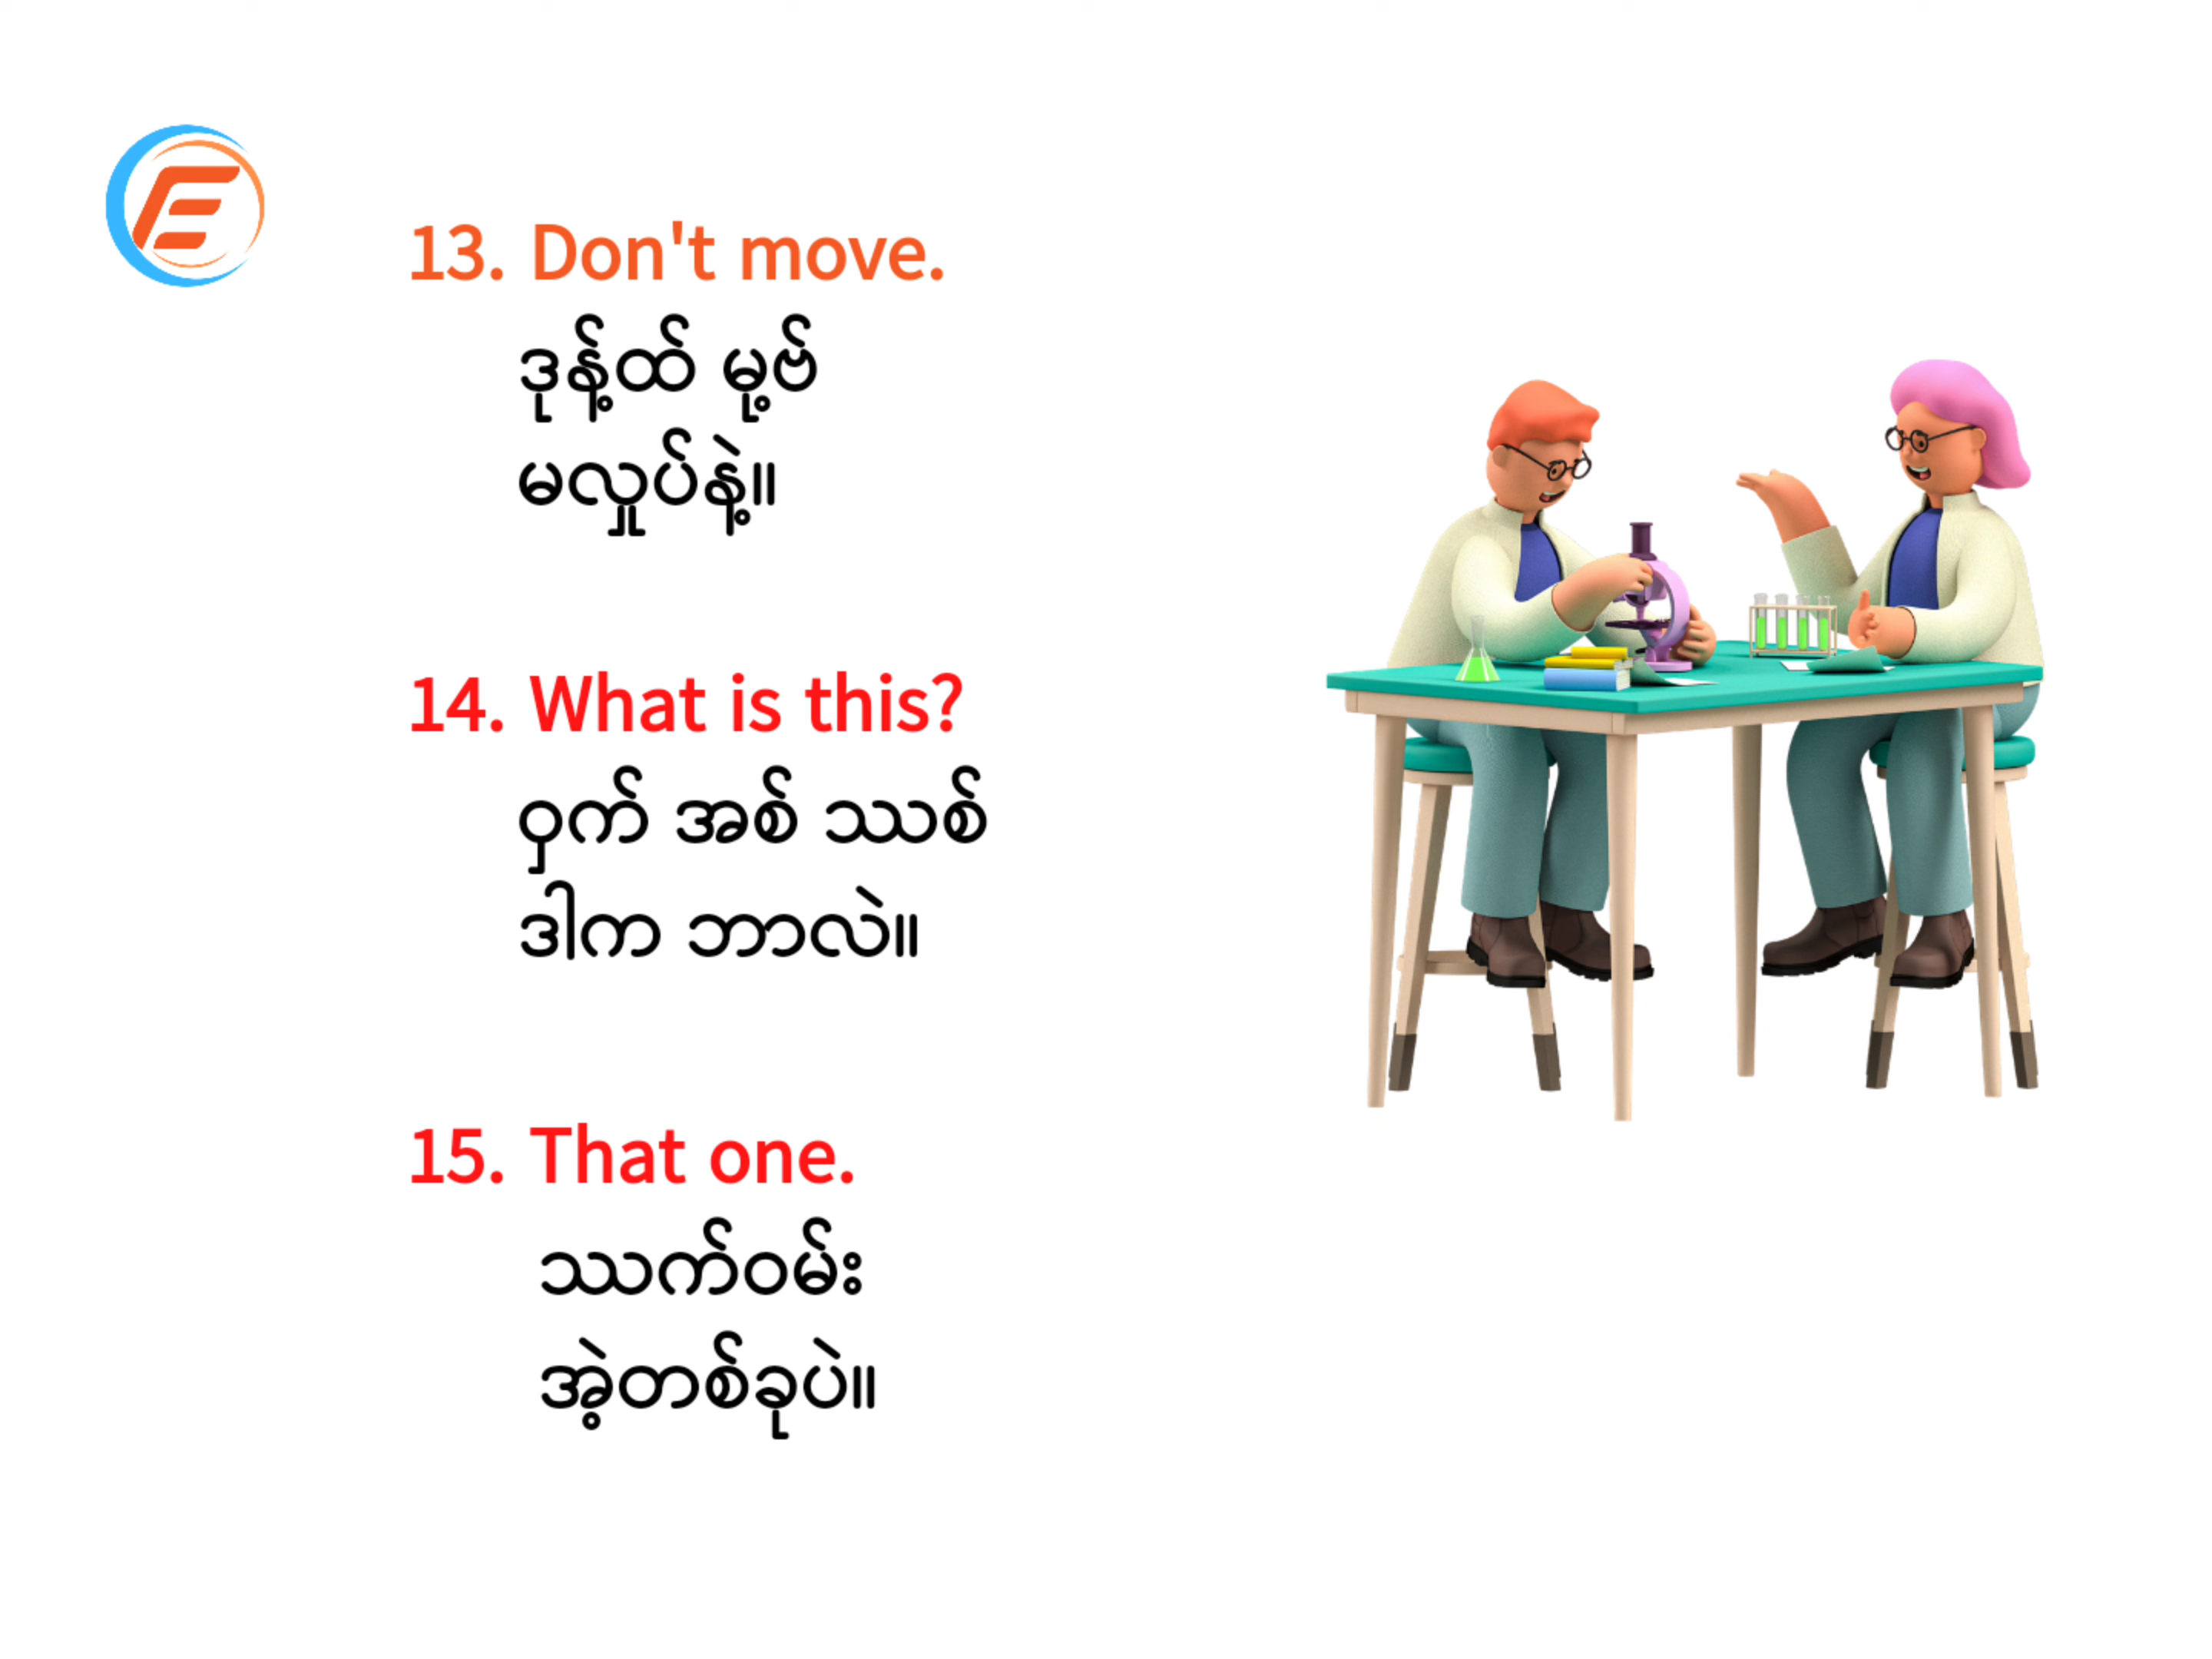 13. Don't move.
ဒုန့်ထ် မု့ဗ်
မလှုပ်နဲ့။
14. What is this?
ဝှက် အစ် ဿစ်
ဒါက ဘာလဲ။
15. That one.
ဿက်ဝမ်း
အဲ့တစ်ခုပဲ။